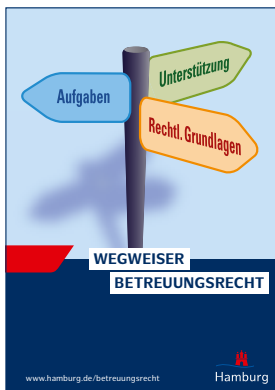 Unterstützung
Aufgaben
Rechtl. Grundlagen
WEGWEISER
BETREUUNGSRECHT
www.hamburg.de/betreuungsrecht
Hamburg